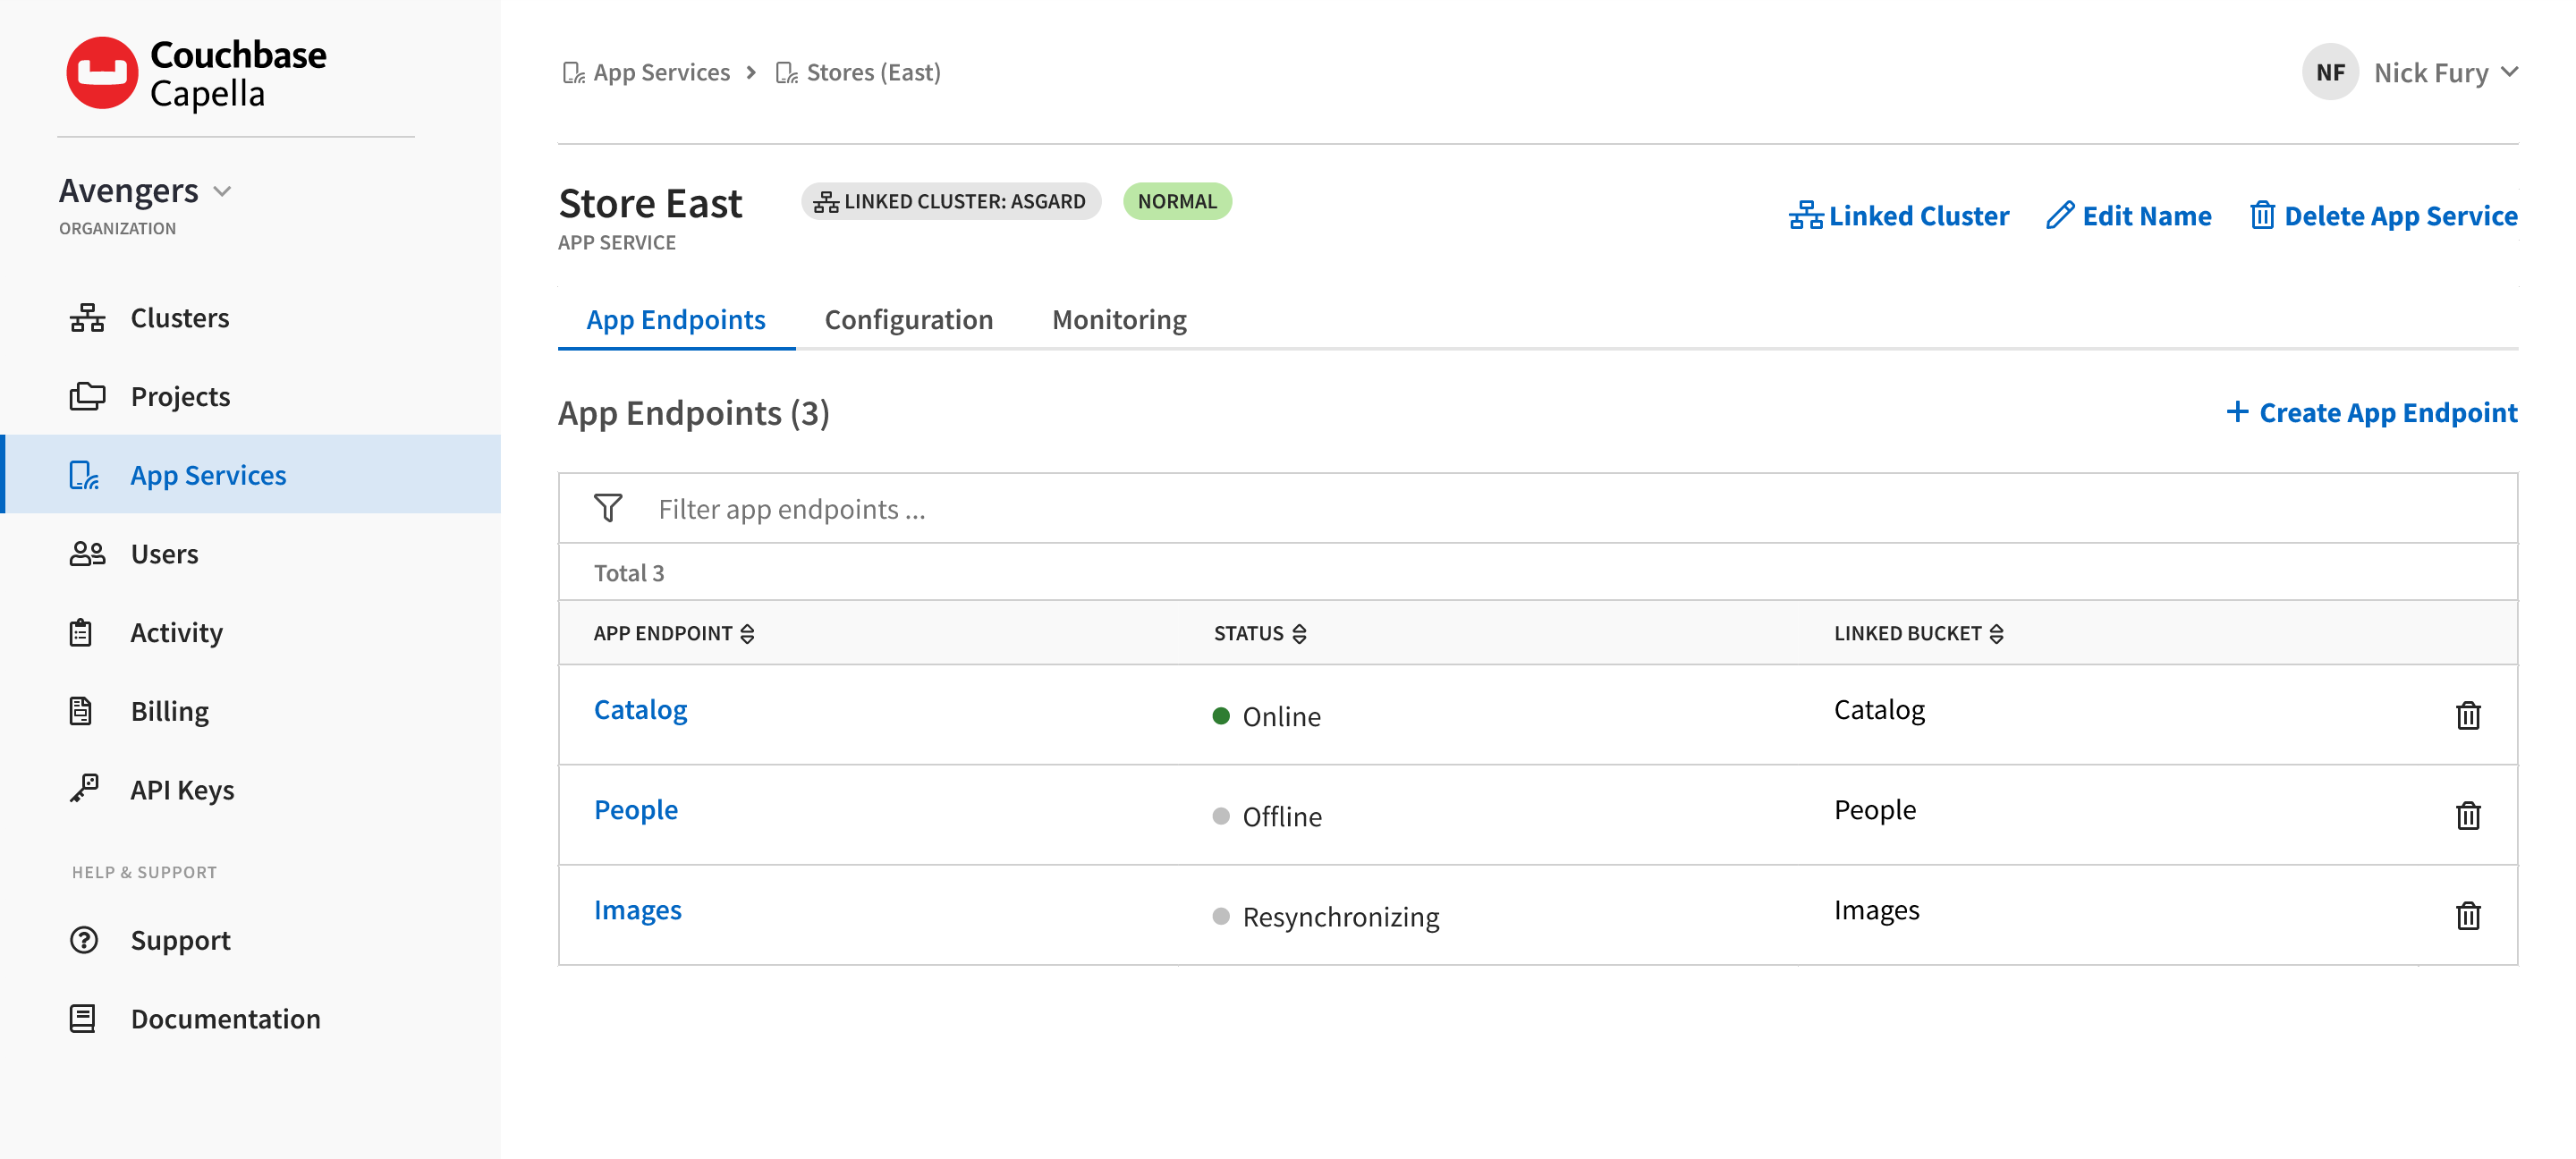 Couchbase
Capella
Avengers
ORGANIZATION
Clusters
Projects
App Services
Users
Activity
Billing
API Keys
HELP & SUPPORT
Support
Documentation
App Services > Stores (East)
NF Nick Fury
Store East LINKED CLUSTER: ASGARD NORMAL
APP SERVICE
Linked Cluster Edit Name Delete App Service
App Endpoints Configuration Monitoring
App Endpoints (3) + Create App Endpoint
Filter app endpoints ...
Total 3
APP ENDPOINT STATUS LINKED BUCKET
Catalog Online Catalog
People Offline People
Images Resynchronizing Images